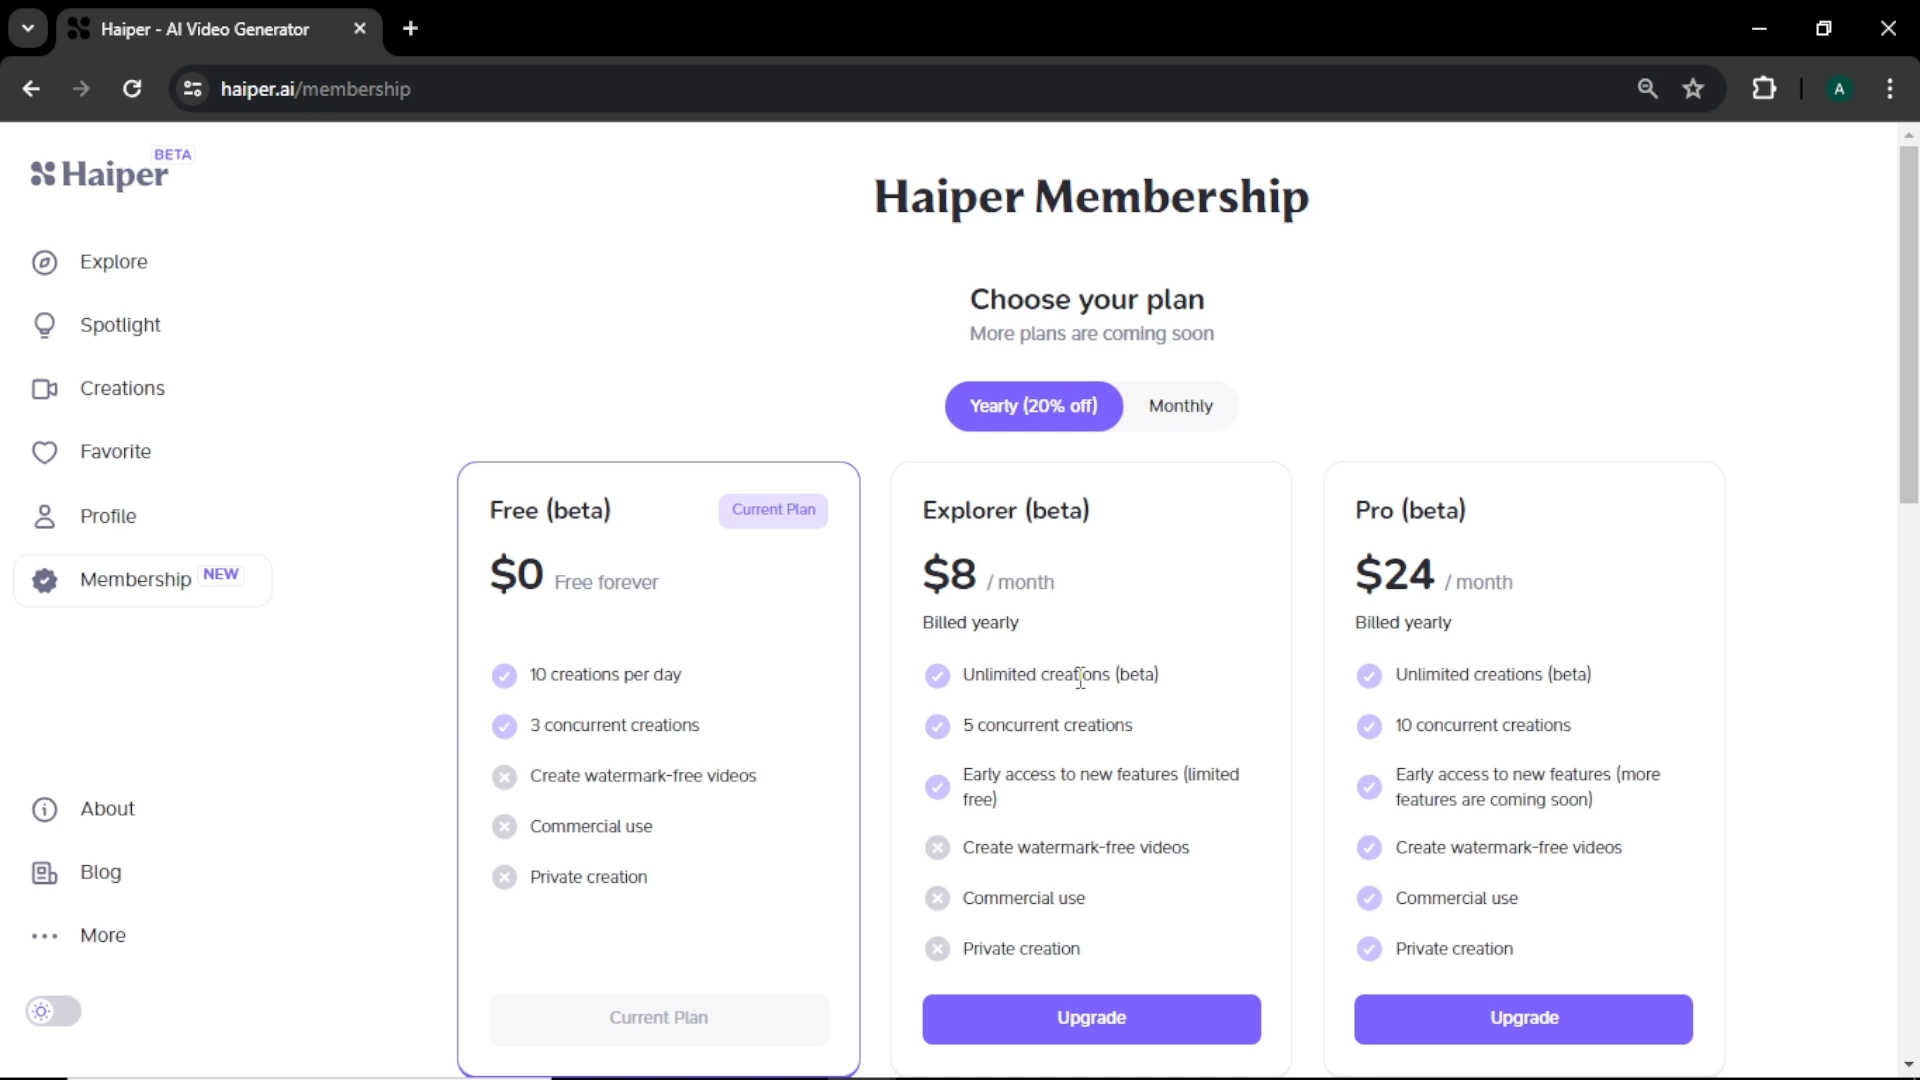 Haiper - AI Video Generator
haiper.ai/membership
A
Haiper BETA
Explore
Spotlight
Creations
Favorite
Profile
Membership NEW
About
Blog
More
Haiper Membership
Choose your plan
More plans are coming soon
Yearly (20% off)
Monthly
Free (beta)
Current Plan
$0 Free forever
10 creations per day
3 concurrent creations
Create watermark-free videos
Commercial use
Private creation
Current Plan
Explorer (beta)
$8 / month
Billed yearly
Unlimited creations (beta)
5 concurrent creations
Early access to new features (limited
free)
Create watermark-free videos
Commercial use
Private creation
Upgrade
Pro (beta)
$24 / month
Billed yearly
Unlimited creations (beta)
10 concurrent creations
Early access to new features (more
features are coming soon)
Create watermark-free videos
Commercial use
Private creation
Upgrade